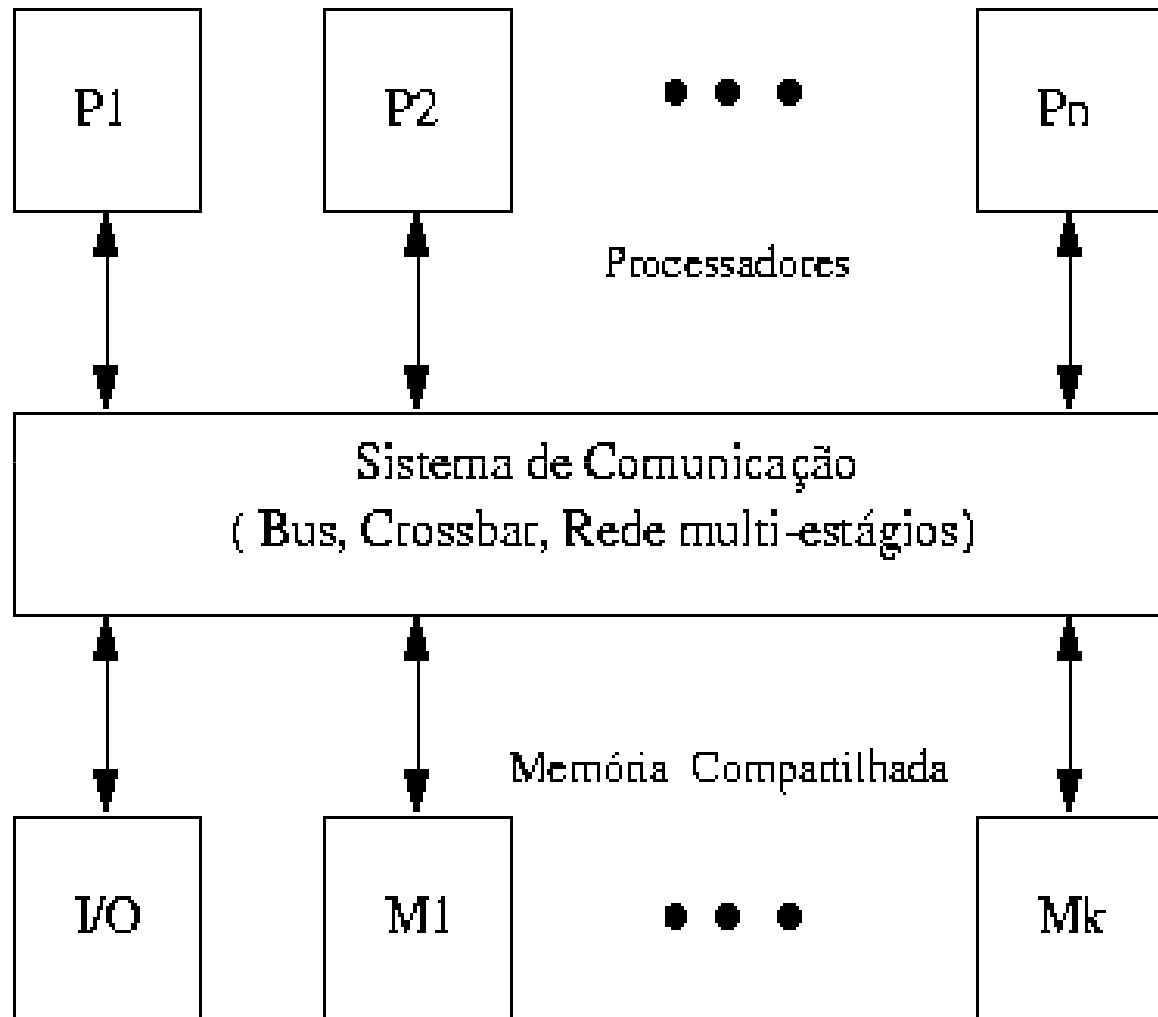 P1
P2
Pn
Processadores
Sistema de Comunicação
( Bus, Crossbar, Rede multi-estágios)
Memória Compartilhada
I/O
M1
Mk